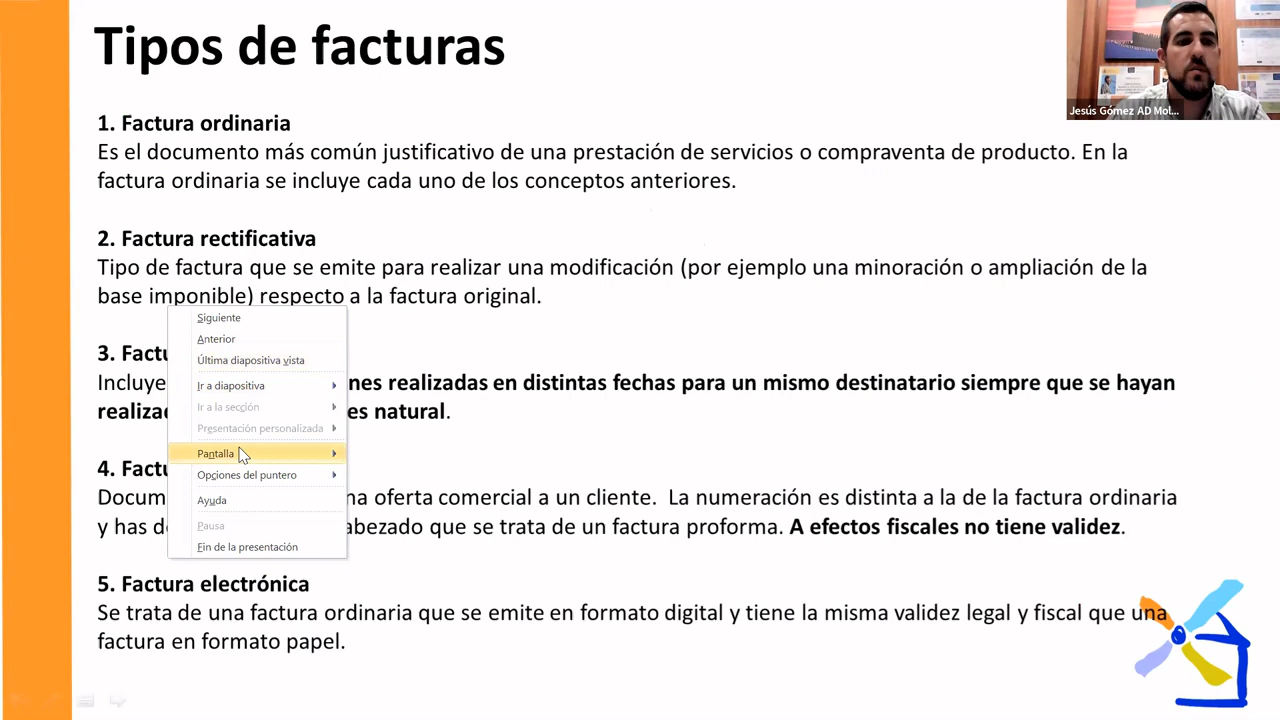 Tipos de facturas
Jesús Gómez AD Mol...
1. Factura ordinaria
Es el documento más común justificativo de una prestación de servicios o compraventa de producto. En la
factura ordinaria se incluye cada uno de los conceptos anteriores.
2. Factura rectificativa
Tipo de factura que se emite para realizar una modificación (por ejemplo una minoración o ampliación de la
base imponible) respecto a la factura original.
3.
Incluye realizadas en distintas fechas para un mismo destinatario siempre que se hayan
natural.
4.
oferta comercial a un cliente. La numeración es distinta a la de la factura ordinaria
y has que se trata de un factura proforma. A efectos fiscales no tiene validez.
Siguiente
Anterior
Última diapositiva vista
Ir a diapositiva
Ir a la sección
Presentación personalizada
Pantalla
Opciones del puntero
Ayuda
Pausa
Fin de la presentación
5. Factura electrónica
Se trata de una factura ordinaria que se emite en formato digital y tiene la misma validez legal y fiscal que una
factura en formato papel.